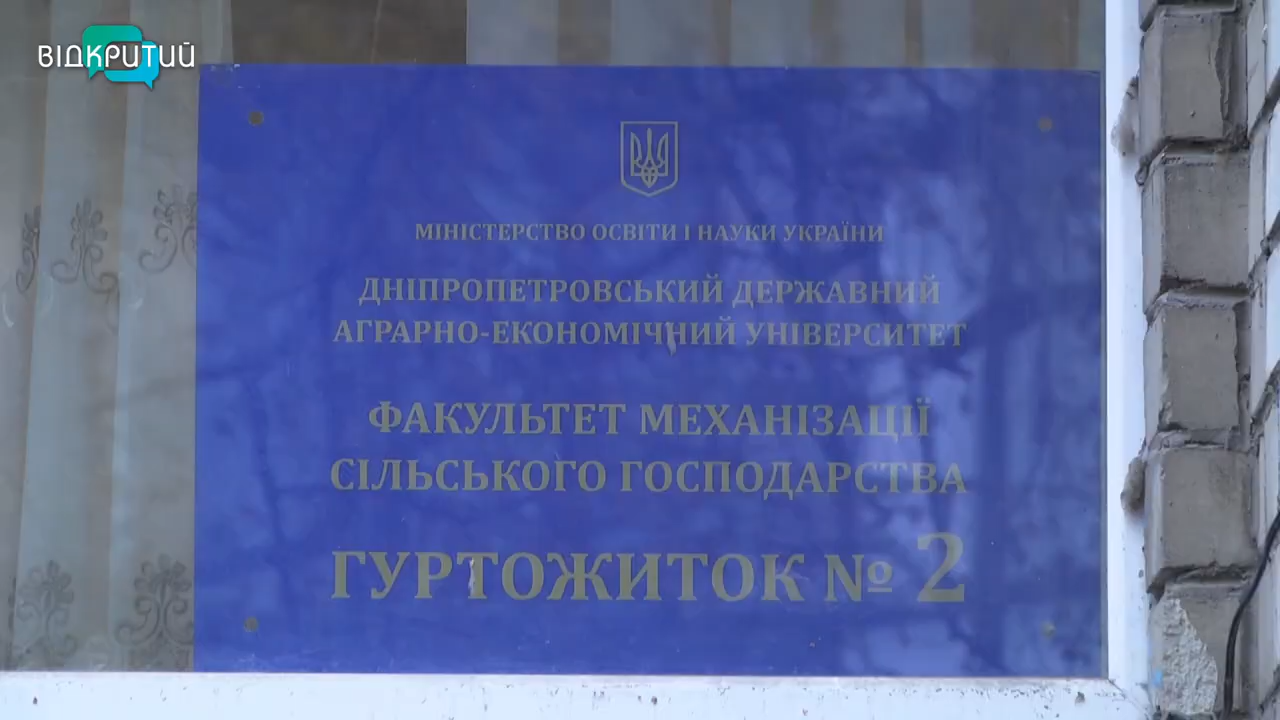 ВІДКРИТИЙ
МІНІСТЕРСТВО ОСВІТИ І НАУКИ УКРАЇНИ
ДНІПРОПЕТРОВСЬКИЙ ДЕРЖАВНИЙ
АГРАРНО-ЕКОНОМІЧНИЙ УНІВЕРСИТЕТ
ФАКУЛЬТЕТ МЕХАНІЗАЦІЇ
СІЛЬСЬКОГО ГОСПОДАРСТВА
ГУРТОЖИТОК № 2